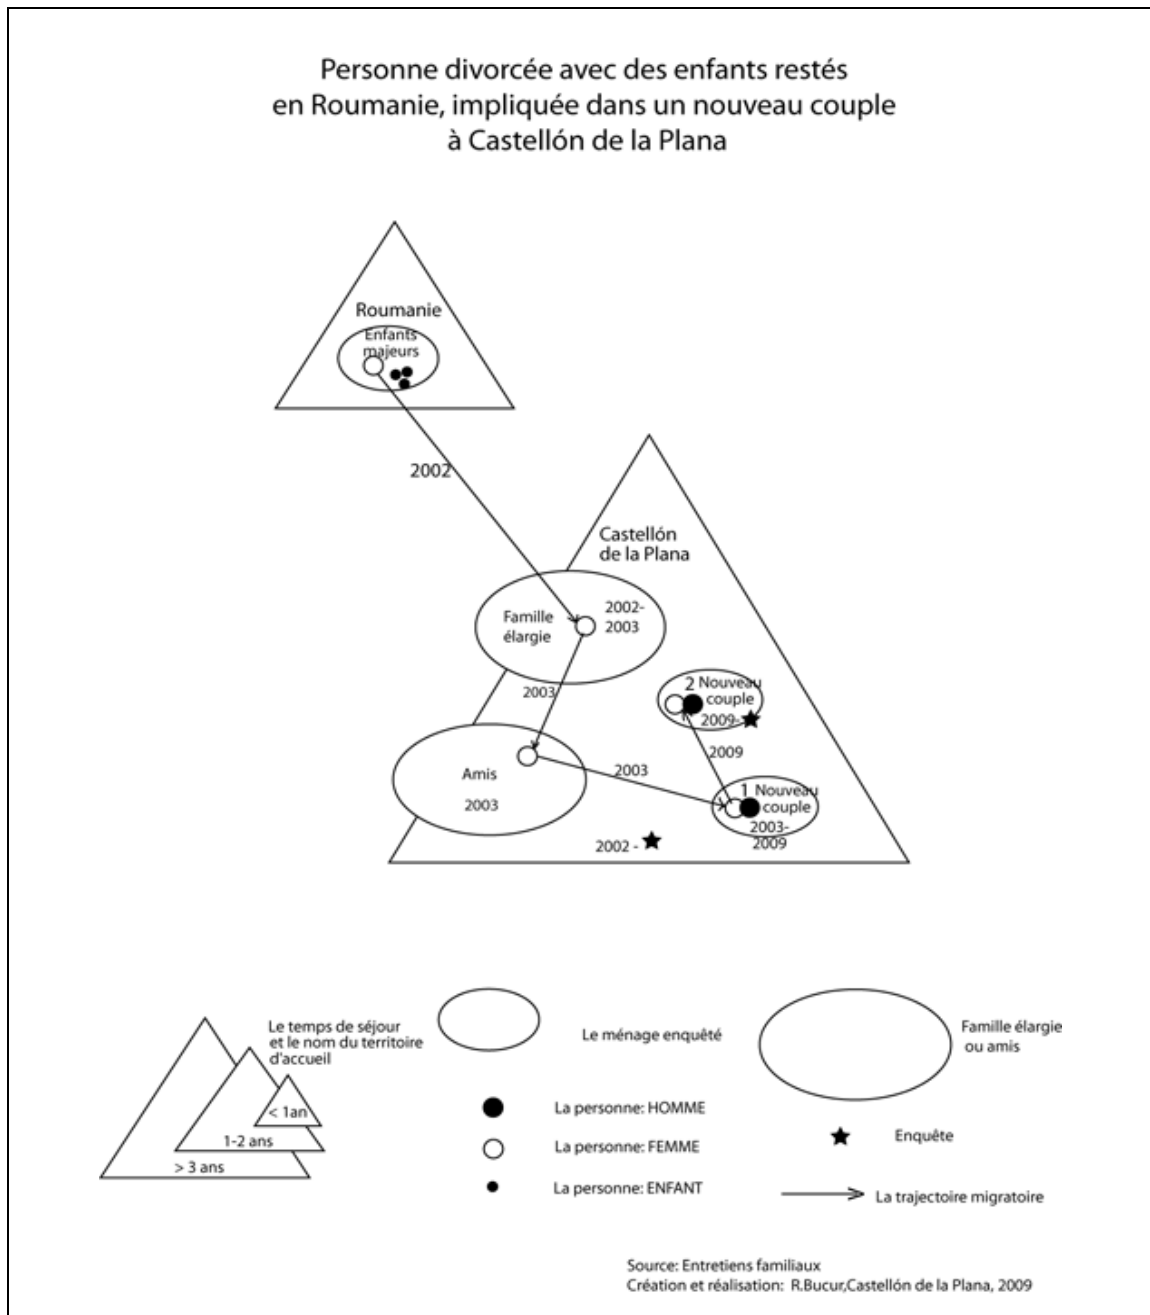 Personne divorcée avec des enfants restés
en Roumanie, impliquée dans un nouveau couple
à Castellón de la Plana
Roumanie
Enfants
majeurs
2002
Castellón
de la Plana
Famille
élargie
2002-
2003
2003
Amis
2003
2003
2 Nouveau
couple
2009-
2009
1 Nouveau
couple
2003-
2009
2002 -
Le temps de séjour
et le nom du territoire
d'accueil
< 1an
1-2 ans
> 3 ans
Le ménage enquêté
Famille élargie
ou amis
La personne: HOMME
La personne: FEMME
La personne: ENFANT
Enquête
La trajectoire migratoire
Source: Entretiens familiaux
Création et réalisation: R.Bucur,Castellón de la Plana, 2009